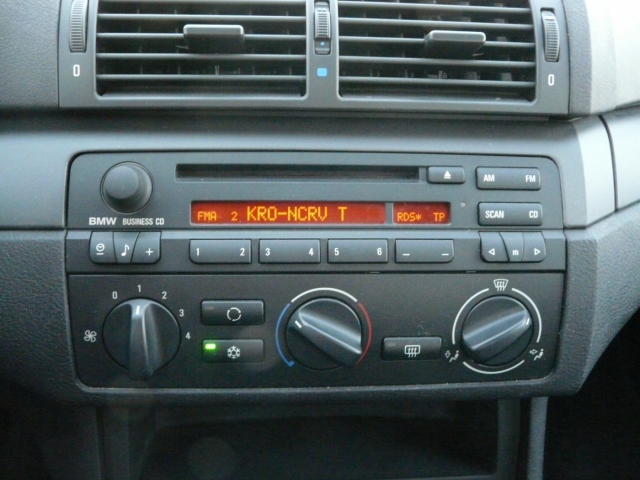 0 0
AM FM
FMA 2 KRO-NCRV T RDS* TP
SCAN CD
BMW BUSINESS CD
+ 1 2 3 4 5 6 − − m
0 1 2 3 4